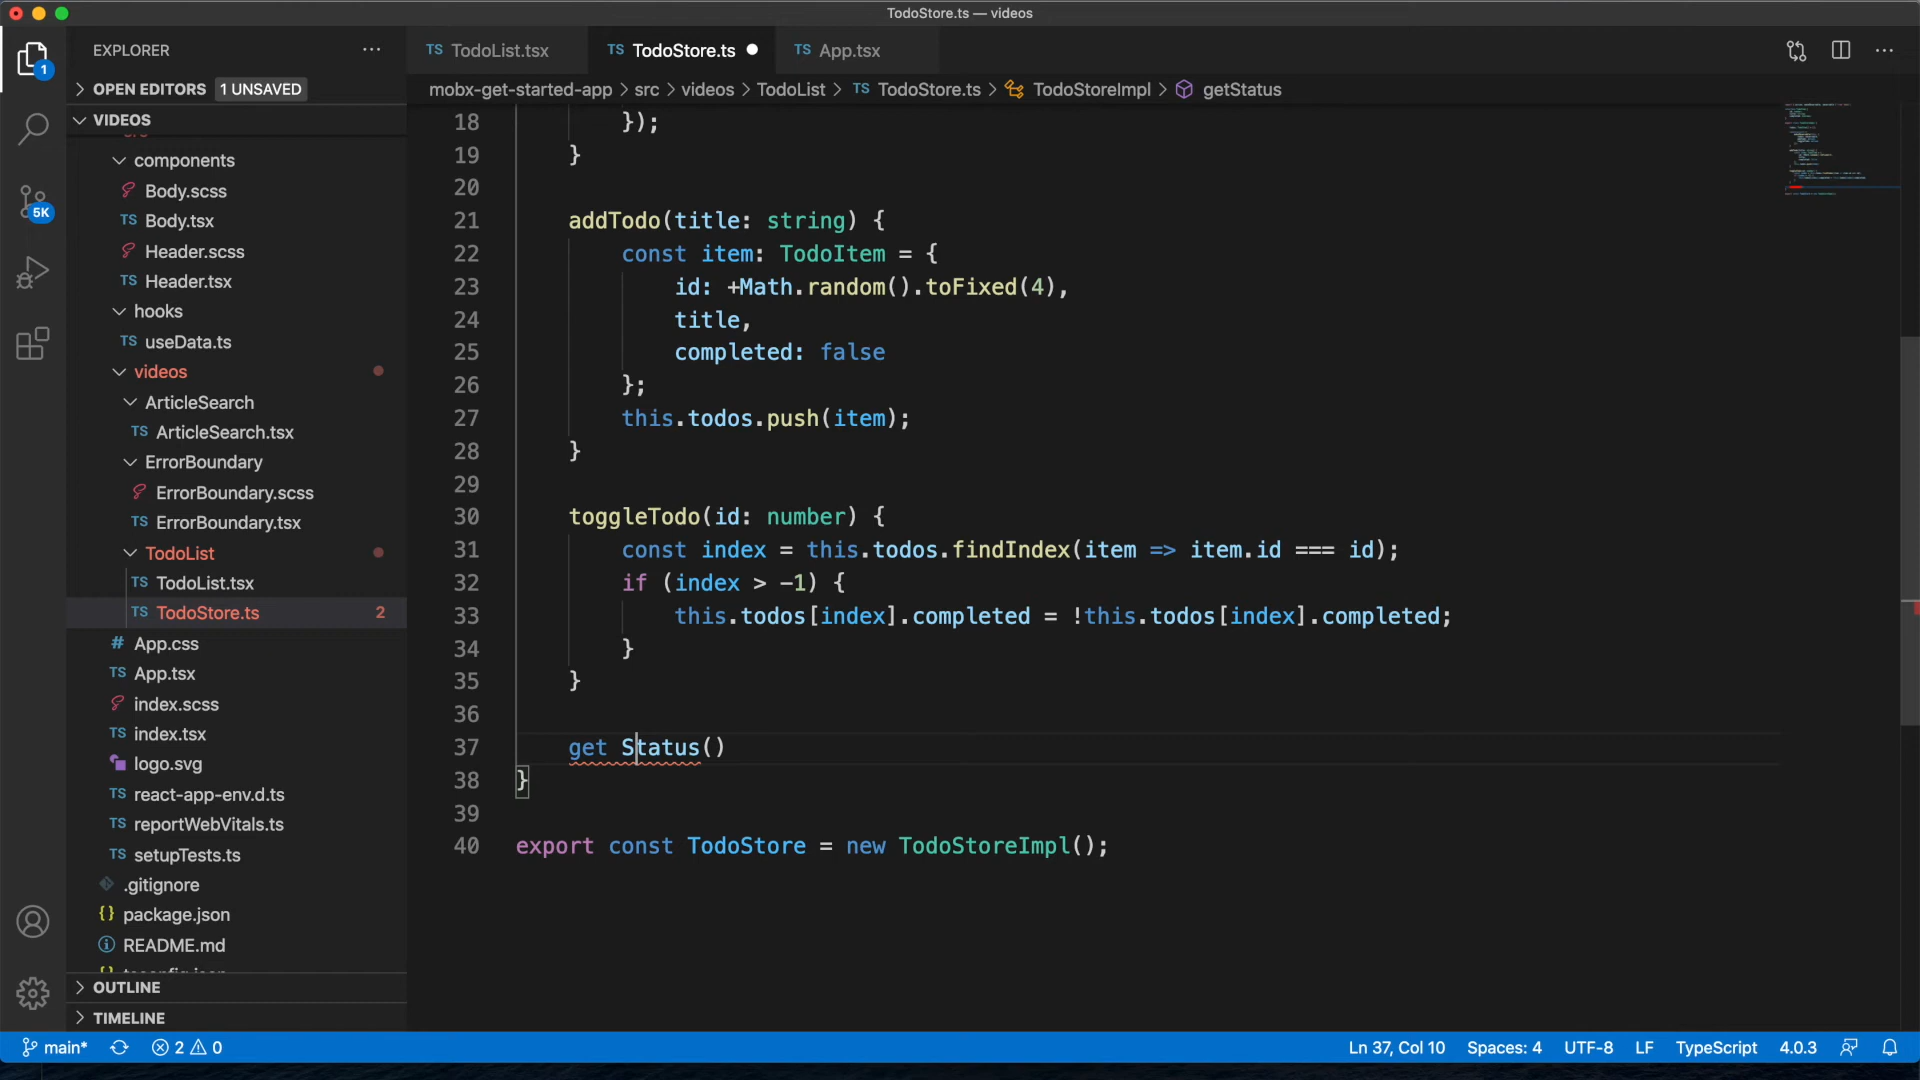 TodoStore.ts — videos
EXPLORER
TS TodoList.tsx
TS TodoStore.ts
TS App.tsx
1
OPEN EDITORS 1 UNSAVED
mobx-get-started-app > src > videos > TodoList > TS TodoStore.ts > TodoStoreImpl > getStatus
VIDEOS
components
Body.scss
TS Body.tsx
Header.scss
TS Header.tsx
hooks
TS useData.ts
videos
ArticleSearch
TS ArticleSearch.tsx
ErrorBoundary
ErrorBoundary.scss
TS ErrorBoundary.tsx
TodoList
TS TodoList.tsx
TS TodoStore.ts 2
# App.css
TS App.tsx
index.scss
TS index.tsx
logo.svg
TS react-app-env.d.ts
TS reportWebVitals.ts
TS setupTests.ts
.gitignore
{} package.json
README.md
OUTLINE
TIMELINE
5K
18 });
19 }
20
21 addTodo(title: string) {
22 const item: TodoItem = {
23 id: +Math.random().toFixed(4),
24 title,
25 completed: false
26 };
27 this.todos.push(item);
28 }
29
30 toggleTodo(id: number) {
31 const index = this.todos.findIndex(item => item.id === id);
32 if (index > -1) {
33 this.todos[index].completed = !this.todos[index].completed;
34 }
35 }
36
37 get Status()
38 }
39
40 export const TodoStore = new TodoStoreImpl();
main* 2 0
Ln 37, Col 10 Spaces: 4 UTF-8 LF TypeScript 4.0.3